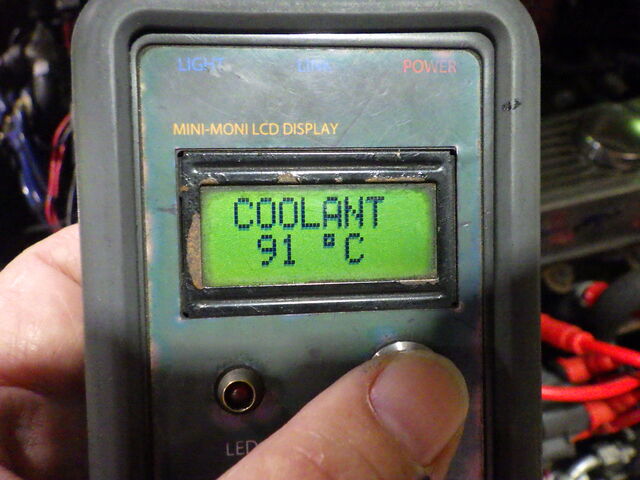 LIGHT
POWER
MINI-MONI LCD DISPLAY
COOLANT
91 °C
LED